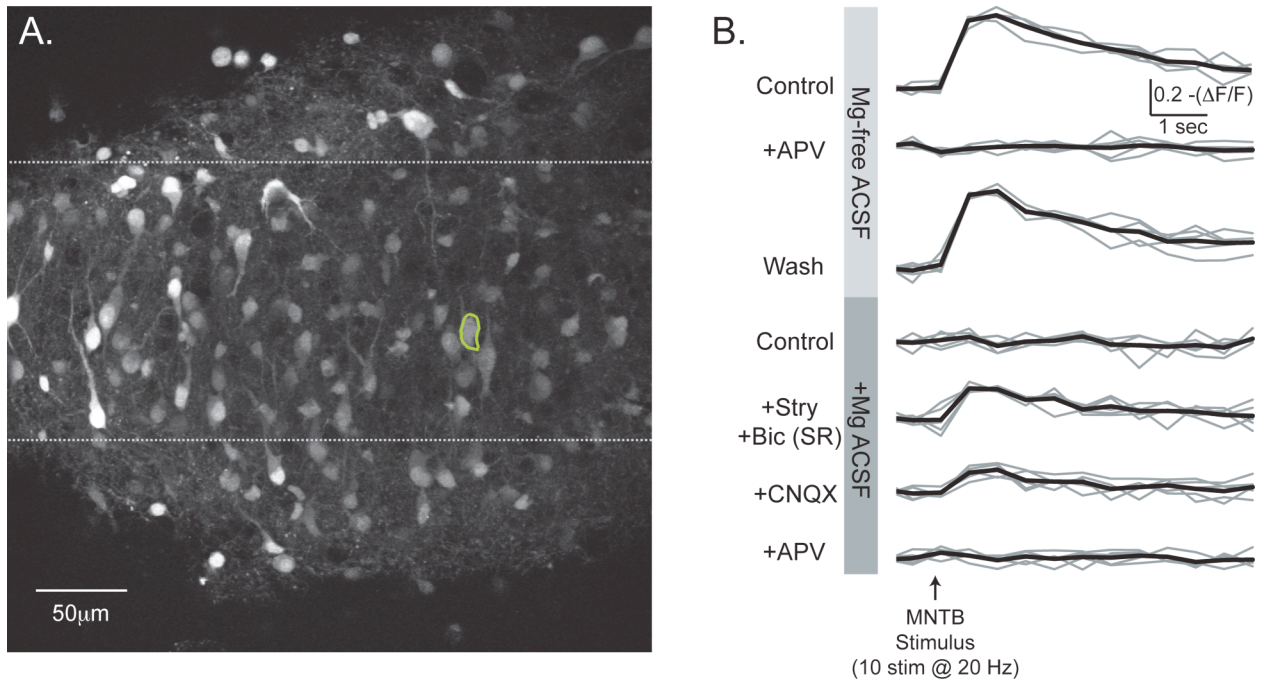 A.
50μm
B.
Control
+APV
Wash
Control
+Stry
+Bic (SR)
+CNQX
+APV
Mg-free ACSF
+Mg ACSF
0.2 -(ΔF/F)
1 sec
MNTB
Stimulus
(10 stim @ 20 Hz)